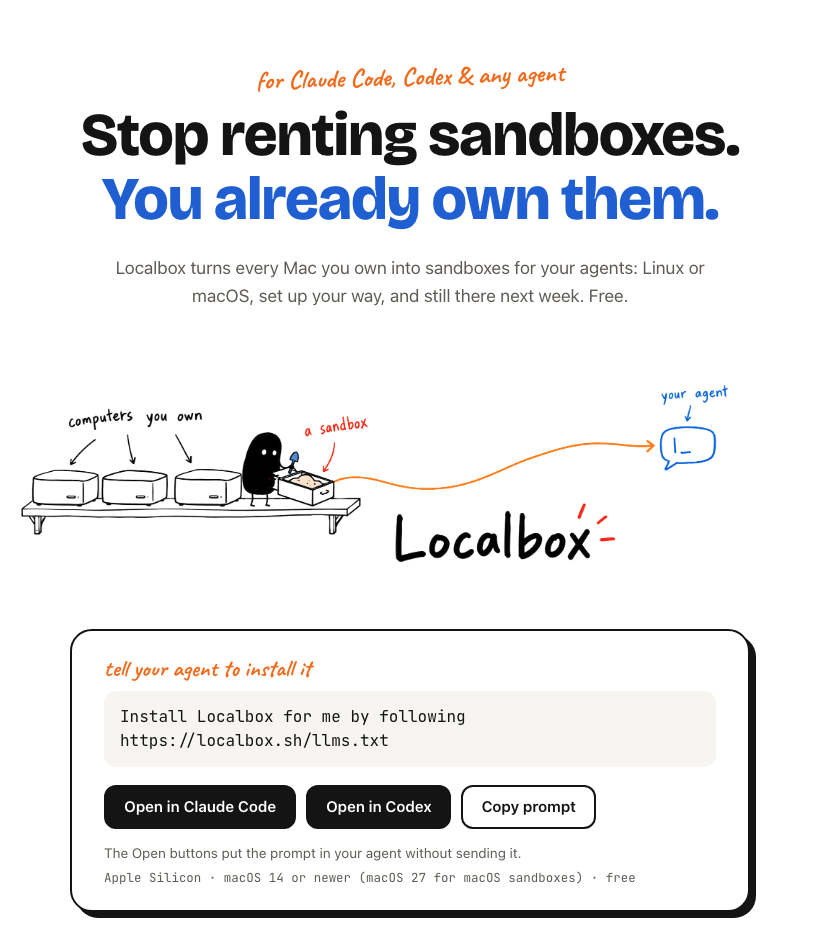 for Claude Code, Codex & any agent
Stop renting sandboxes.
You already own them.
Localbox turns every Mac you own into sandboxes for your agents: Linux or
macOS, set up your way, and still there next week. Free.
computers you own
a sandbox
your agent
Localbox
tell your agent to install it
Install Localbox for me by following
https://localbox.sh/llms.txt
Open in Claude Code
Open in Codex
Copy prompt
The Open buttons put the prompt in your agent without sending it.
Apple Silicon · macOS 14 or newer (macOS 27 for macOS sandboxes) · free